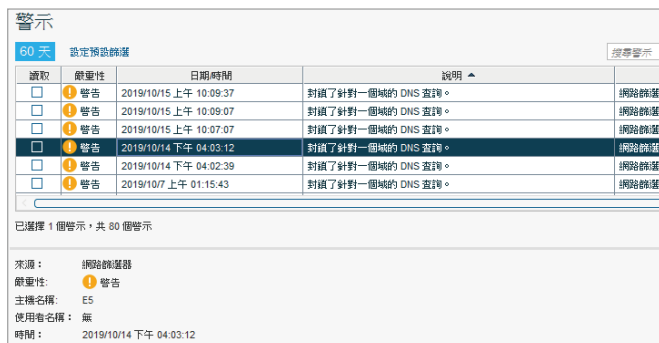 警示
60 天 設定預設篩選 搜尋警示
讀取 嚴重性 日期/時間 說明
警告 2019/10/15 上午 10:09:37 封鎖了針對一個域的 DNS 查詢。 網路篩選
警告 2019/10/15 上午 10:09:07 封鎖了針對一個域的 DNS 查詢。 網路篩選
警告 2019/10/15 上午 10:07:07 封鎖了針對一個域的 DNS 查詢。 網路篩選
警告 2019/10/14 下午 04:03:12 封鎖了針對一個域的 DNS 查詢。 網路篩選
警告 2019/10/14 下午 04:02:39 封鎖了針對一個域的 DNS 查詢。 網路篩選
警告 2019/10/7 上午 01:15:43 封鎖了針對一個域的 DNS 查詢。 網路篩選
已選擇 1 個警示，共 80 個警示
來源： 網路篩選器
嚴重性: 警告
主機名稱: E5
使用者名稱： 無
時間： 2019/10/14 下午 04:03:12